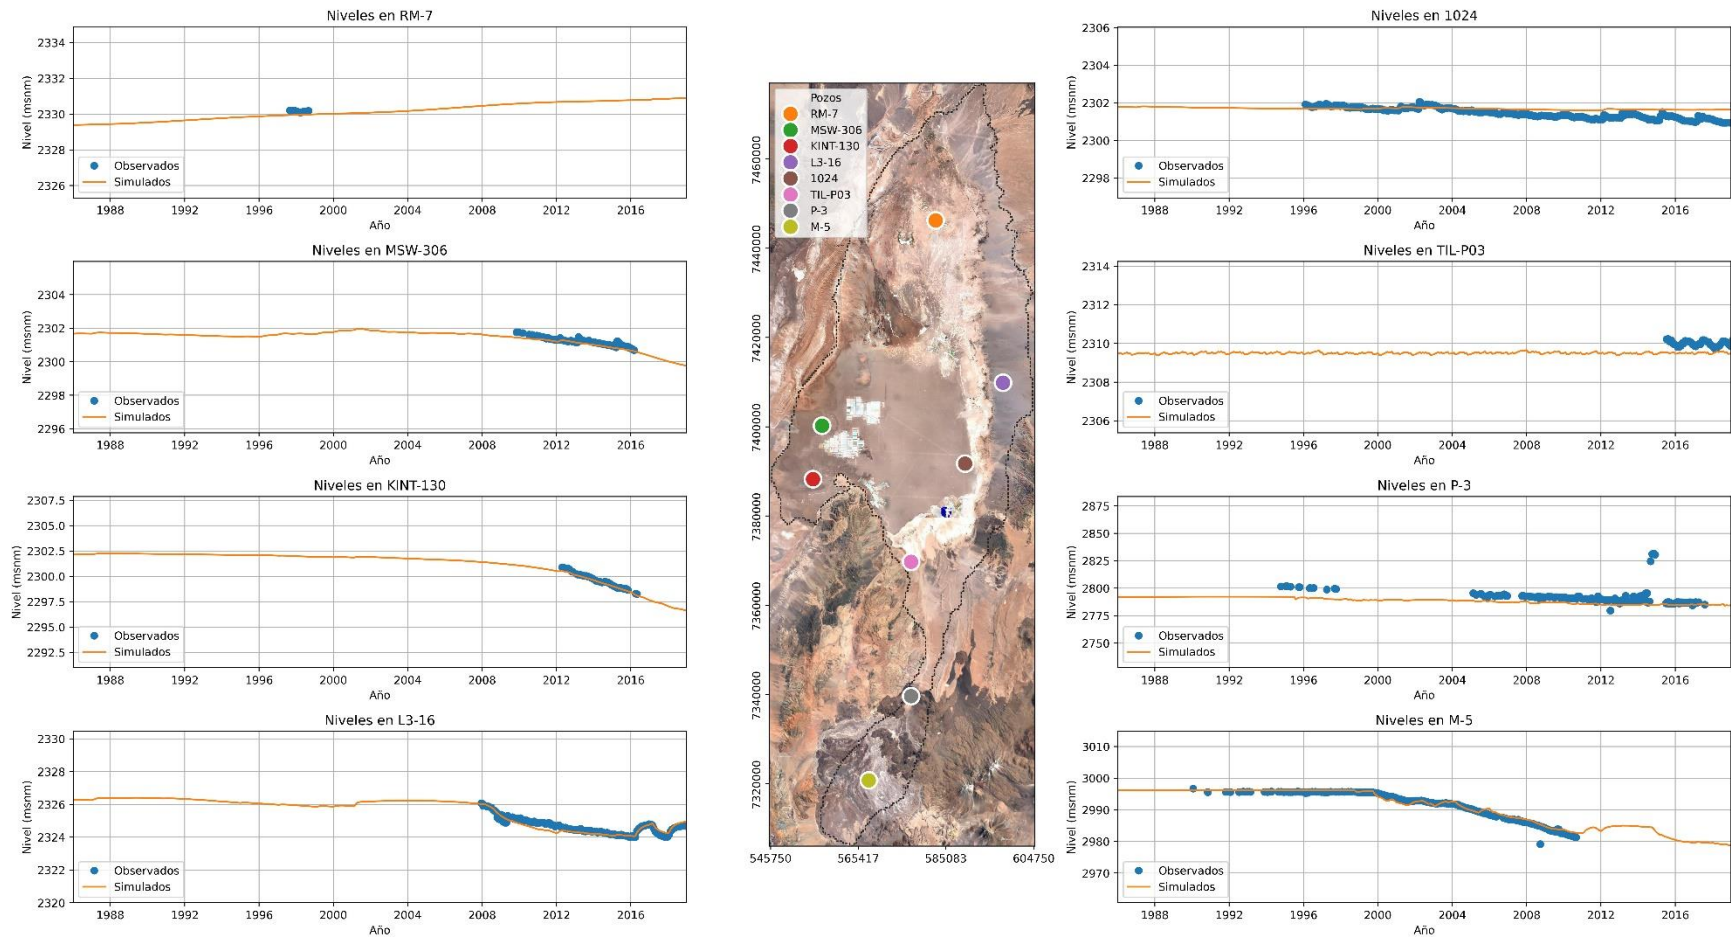 Niveles en RM-7
Nivel (msnm)
2334
2332
2330
2328
2326
Observados
Simulados
1988 1992 1996 2000 2004 2008 2012 2016
Año
Niveles en MSW-306
Nivel (msnm)
2304
2302
2300
2298
2296
Observados
Simulados
1988 1992 1996 2000 2004 2008 2012 2016
Año
Niveles en KINT-130
Nivel (msnm)
2307.5
2305.0
2302.5
2300.0
2297.5
2295.0
2292.5
Observados
Simulados
1988 1992 1996 2000 2004 2008 2012 2016
Año
Niveles en L3-16
Nivel (msnm)
2330
2328
2326
2324
2322
2320
Observados
Simulados
1988 1992 1996 2000 2004 2008 2012 2016
Año
Pozos
RM-7
MSW-306
KINT-130
L3-16
1024
TIL-P03
P-3
M-5
7460000
7440000
7420000
7400000
7380000
7360000
7340000
7320000
545750 565417 585083 604750
Niveles en 1024
Nivel (msnm)
2306
2304
2302
2300
2298
Observados
Simulados
1988 1992 1996 2000 2004 2008 2012 2016
Año
Niveles en TIL-P03
Nivel (msnm)
2314
2312
2310
2308
2306
Observados
Simulados
1988 1992 1996 2000 2004 2008 2012 2016
Año
Niveles en P-3
Nivel (msnm)
2875
2850
2825
2800
2775
2750
Observados
Simulados
1988 1992 1996 2000 2004 2008 2012 2016
Año
Niveles en M-5
Nivel (msnm)
3010
3000
2990
2980
2970
Observados
Simulados
1988 1992 1996 2000 2004 2008 2012 2016
Año